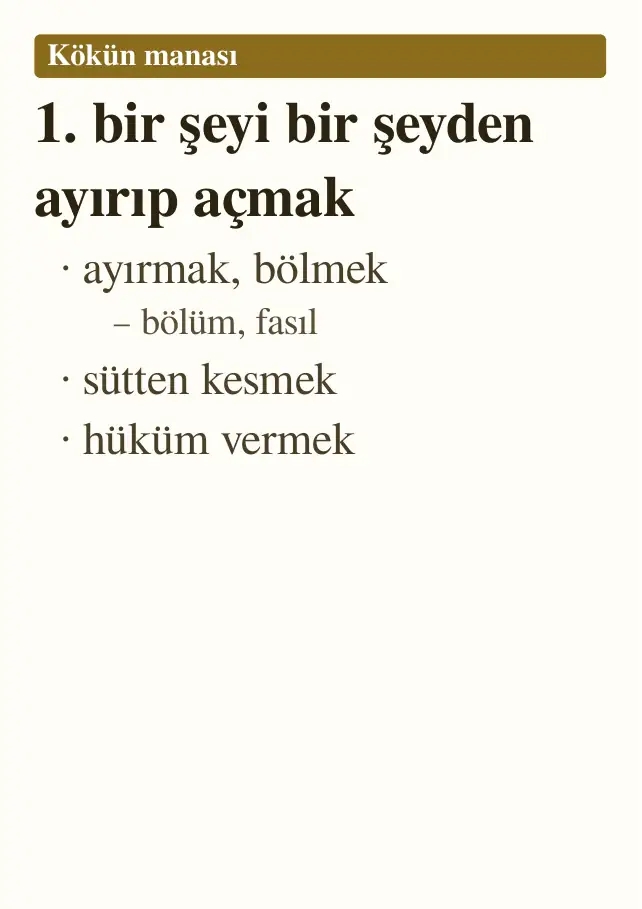 Kökün manası
1. bir şeyi bir şeyden
ayırıp açmak
· ayırmak, bölmek
– bölüm, fasıl
· sütten kesmek
· hüküm vermek